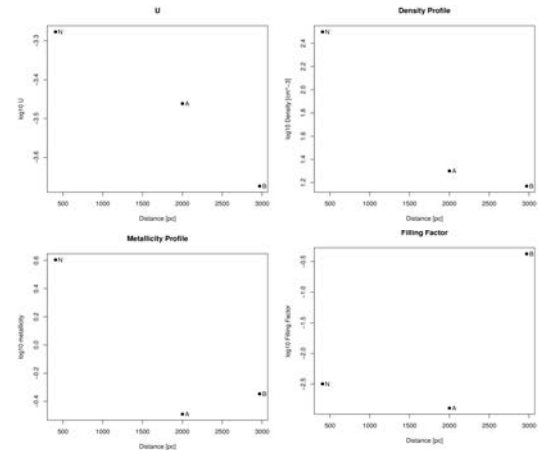 U
-3.3
-3.4
-3.5
-3.6
log10 U
N
A
B
500 1000 1500 2000 2500 3000
Distance [pc]
Density Profile
2.4
2.2
2.0
1.8
1.6
1.4
1.2
log10 Density [cm^-3]
N
A
B
500 1000 1500 2000 2500 3000
Distance [pc]
Metallicity Profile
0.6
0.4
0.2
0.0
-0.2
-0.4
log10 metallicity
N
A
B
500 1000 1500 2000 2500 3000
Distance [pc]
Filling Factor
-0.5
-1.0
-1.5
-2.0
-2.5
log10 Filling Factor
N
A
B
500 1000 1500 2000 2500 3000
Distance [pc]